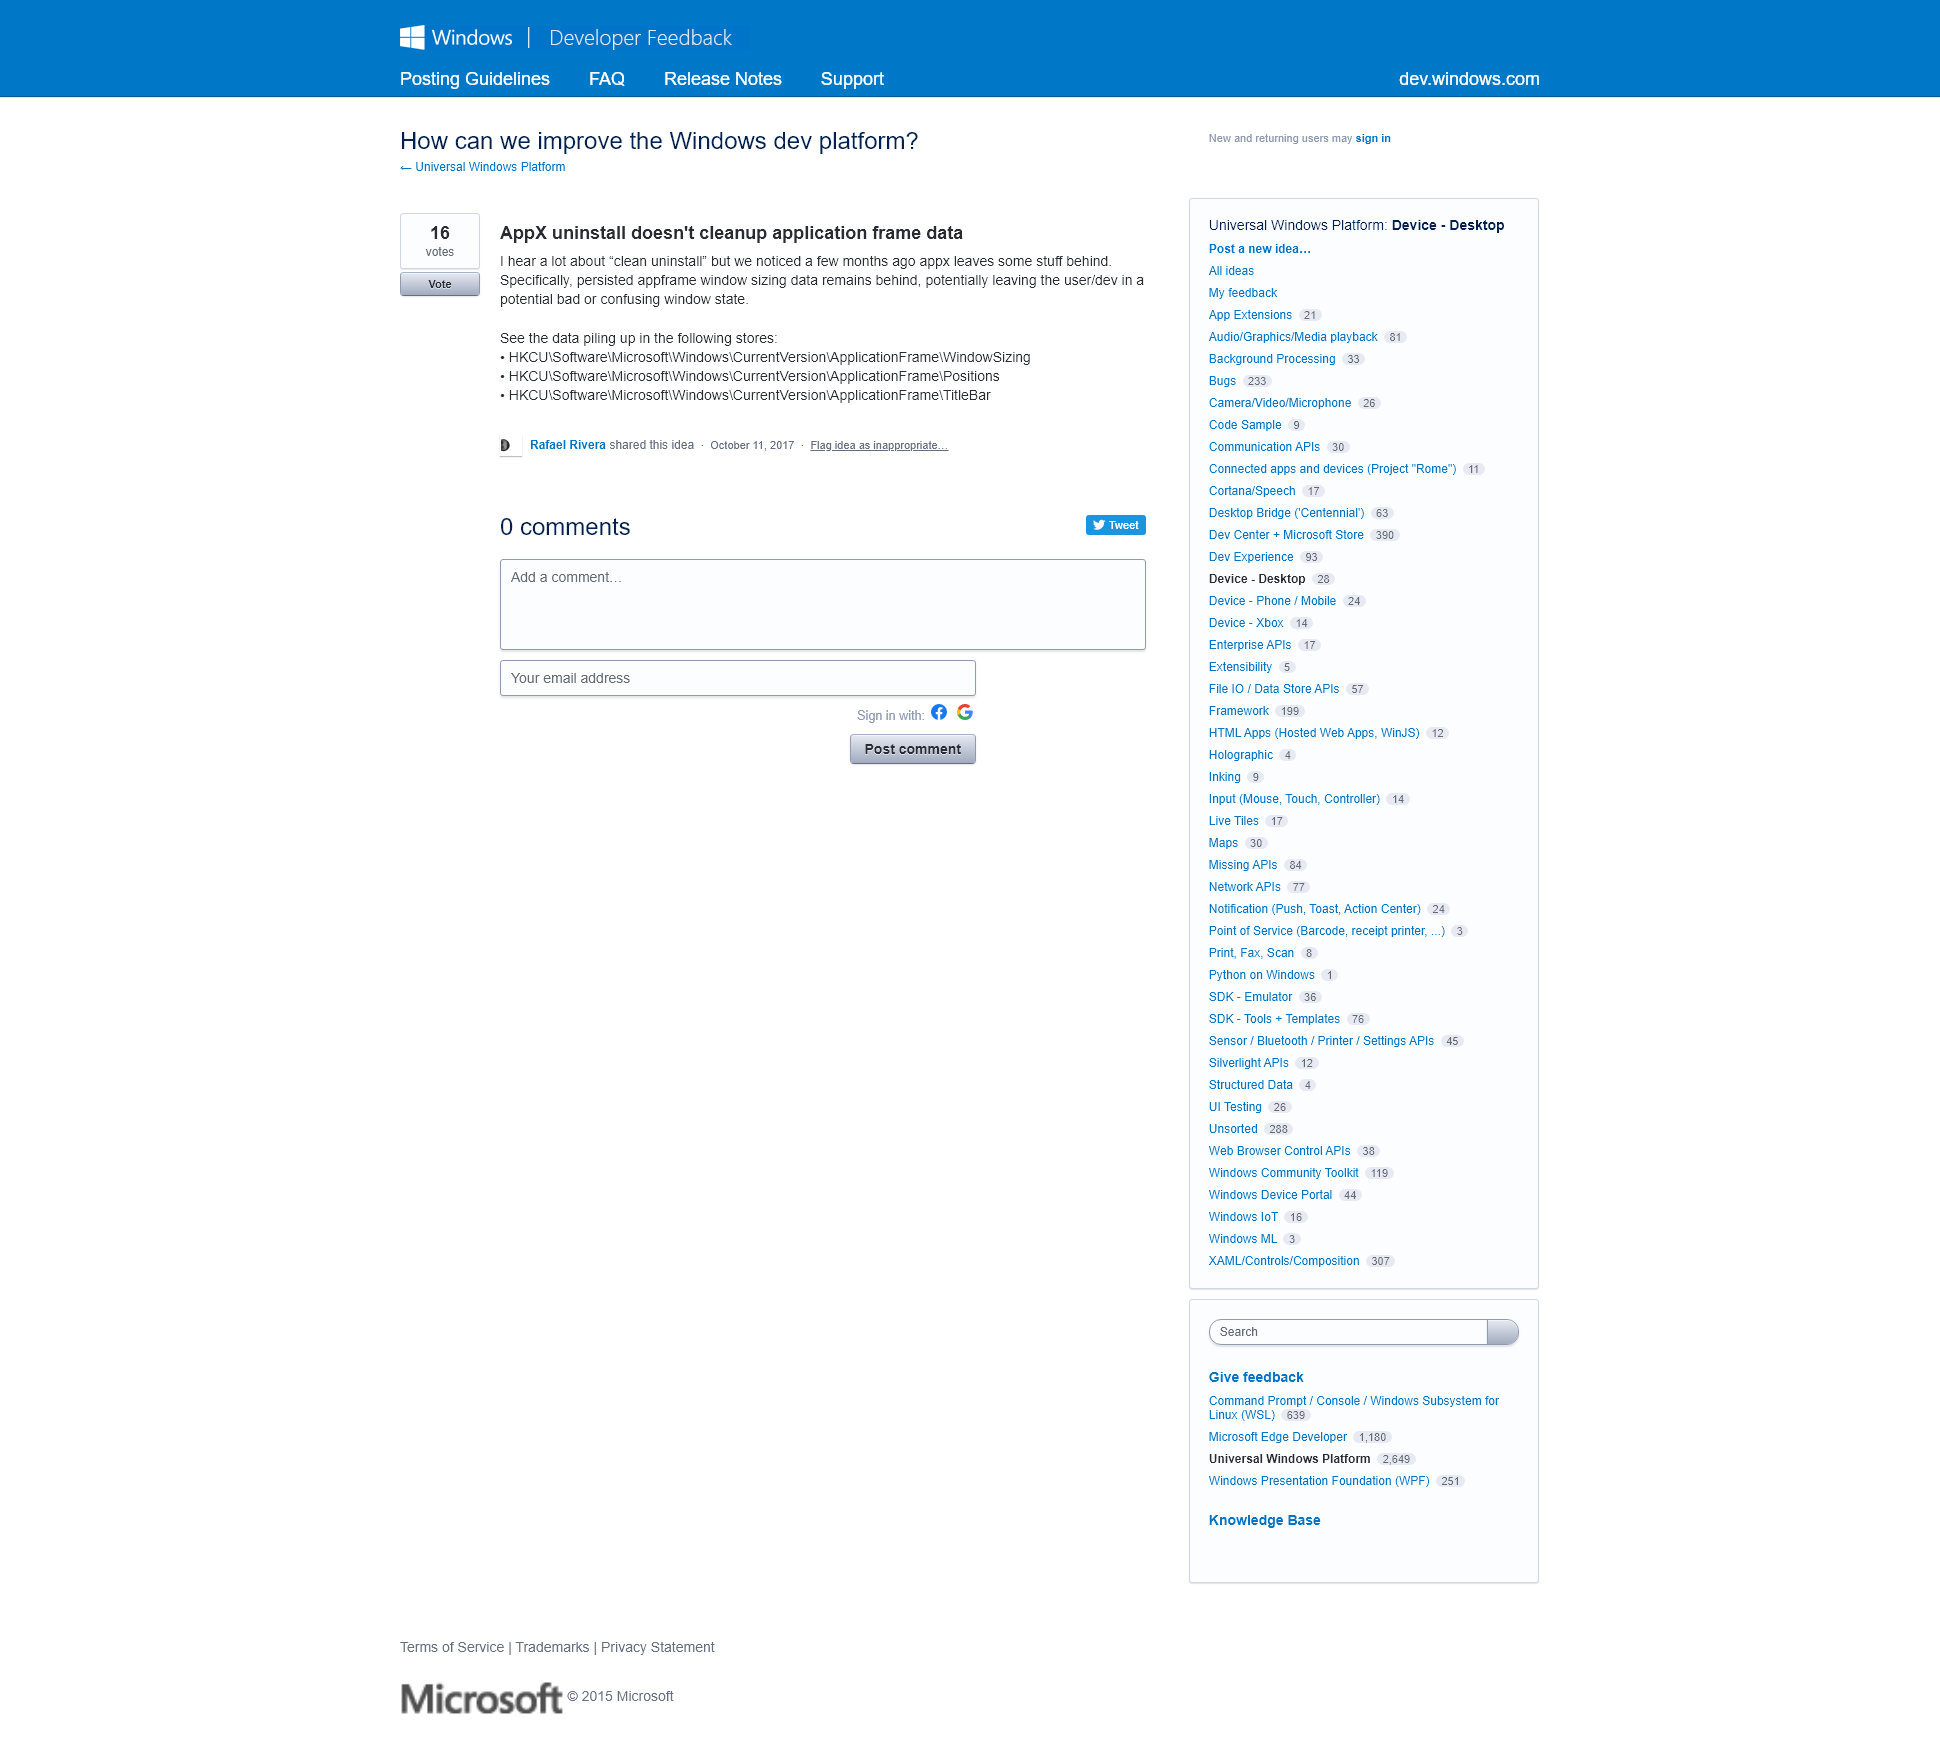 Windows | Developer Feedback
Posting Guidelines FAQ Release Notes Support dev.windows.com
How can we improve the Windows dev platform?
← Universal Windows Platform
New and returning users may sign in
16
votes
Vote
AppX uninstall doesn't cleanup application frame data
I hear a lot about “clean uninstall” but we noticed a few months ago appx leaves some stuff behind.
Specifically, persisted appframe window sizing data remains behind, potentially leaving the user/dev in a
potential bad or confusing window state.
See the data piling up in the following stores:
• HKCU\Software\Microsoft\Windows\CurrentVersion\ApplicationFrame\WindowSizing
• HKCU\Software\Microsoft\Windows\CurrentVersion\ApplicationFrame\Positions
• HKCU\Software\Microsoft\Windows\CurrentVersion\ApplicationFrame\TitleBar
Rafael Rivera shared this idea · October 11, 2017 · Flag idea as inappropriate…
0 comments
Tweet
Add a comment…
Your email address
Sign in with:
Post comment
Universal Windows Platform: Device - Desktop
Post a new idea…
All ideas
My feedback
App Extensions 21
Audio/Graphics/Media playback 81
Background Processing 33
Bugs 233
Camera/Video/Microphone 26
Code Sample 9
Communication APIs 30
Connected apps and devices (Project "Rome") 11
Cortana/Speech 17
Desktop Bridge ('Centennial') 63
Dev Center + Microsoft Store 390
Dev Experience 93
Device - Desktop 28
Device - Phone / Mobile 24
Device - Xbox 14
Enterprise APIs 17
Extensibility 5
File IO / Data Store APIs 57
Framework 199
HTML Apps (Hosted Web Apps, WinJS) 12
Holographic 4
Inking 9
Input (Mouse, Touch, Controller) 14
Live Tiles 17
Maps 30
Missing APIs 84
Network APIs 77
Notification (Push, Toast, Action Center) 24
Point of Service (Barcode, receipt printer, ...) 3
Print, Fax, Scan 8
Python on Windows 1
SDK - Emulator 36
SDK - Tools + Templates 76
Sensor / Bluetooth / Printer / Settings APIs 45
Silverlight APIs 12
Structured Data 4
UI Testing 26
Unsorted 288
Web Browser Control APIs 38
Windows Community Toolkit 119
Windows Device Portal 44
Windows IoT 16
Windows ML 3
XAML/Controls/Composition 307
Search
Give feedback
Command Prompt / Console / Windows Subsystem for
Linux (WSL) 639
Microsoft Edge Developer 1,180
Universal Windows Platform 2,649
Windows Presentation Foundation (WPF) 251
Knowledge Base
Terms of Service | Trademarks | Privacy Statement
Microsoft © 2015 Microsoft